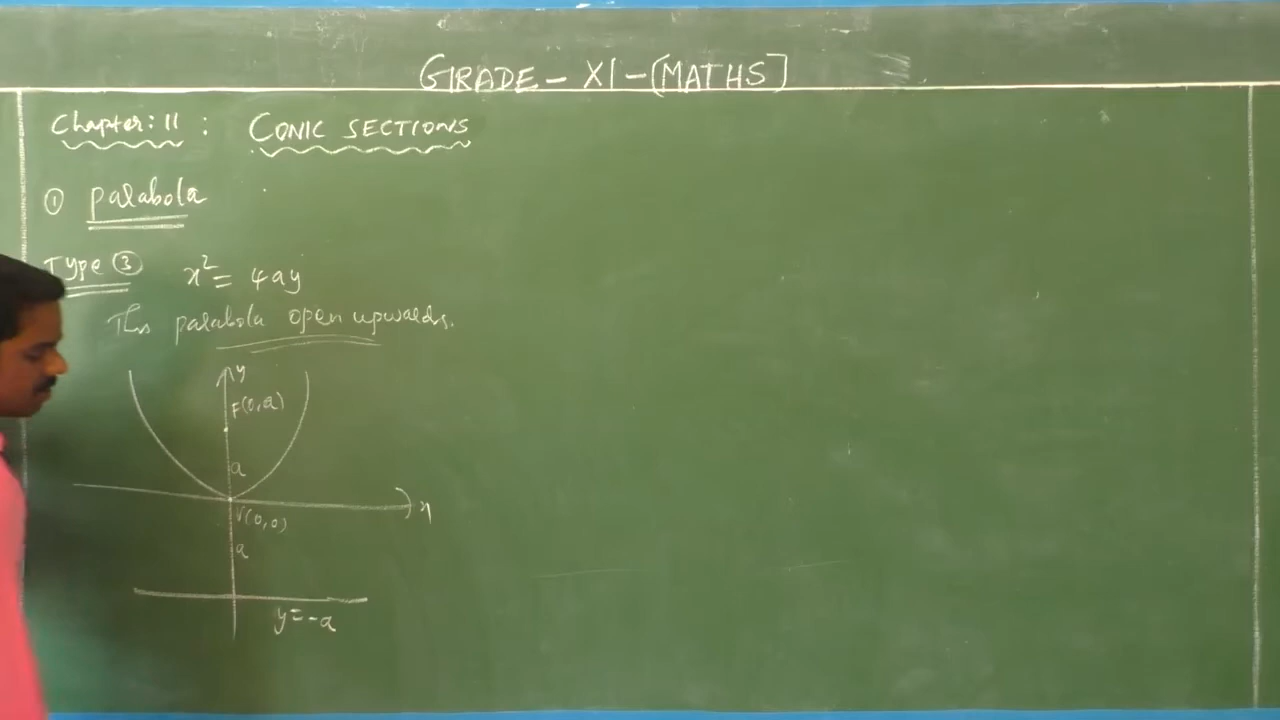 GRADE - XI - [MATHS]
Chapter: 11 : CONIC SECTIONS
① parabola
Type ③ x² = 4ay
This parabola open upwards.
y
F(0,a)
a
x
V(0,0)
a
y=-a